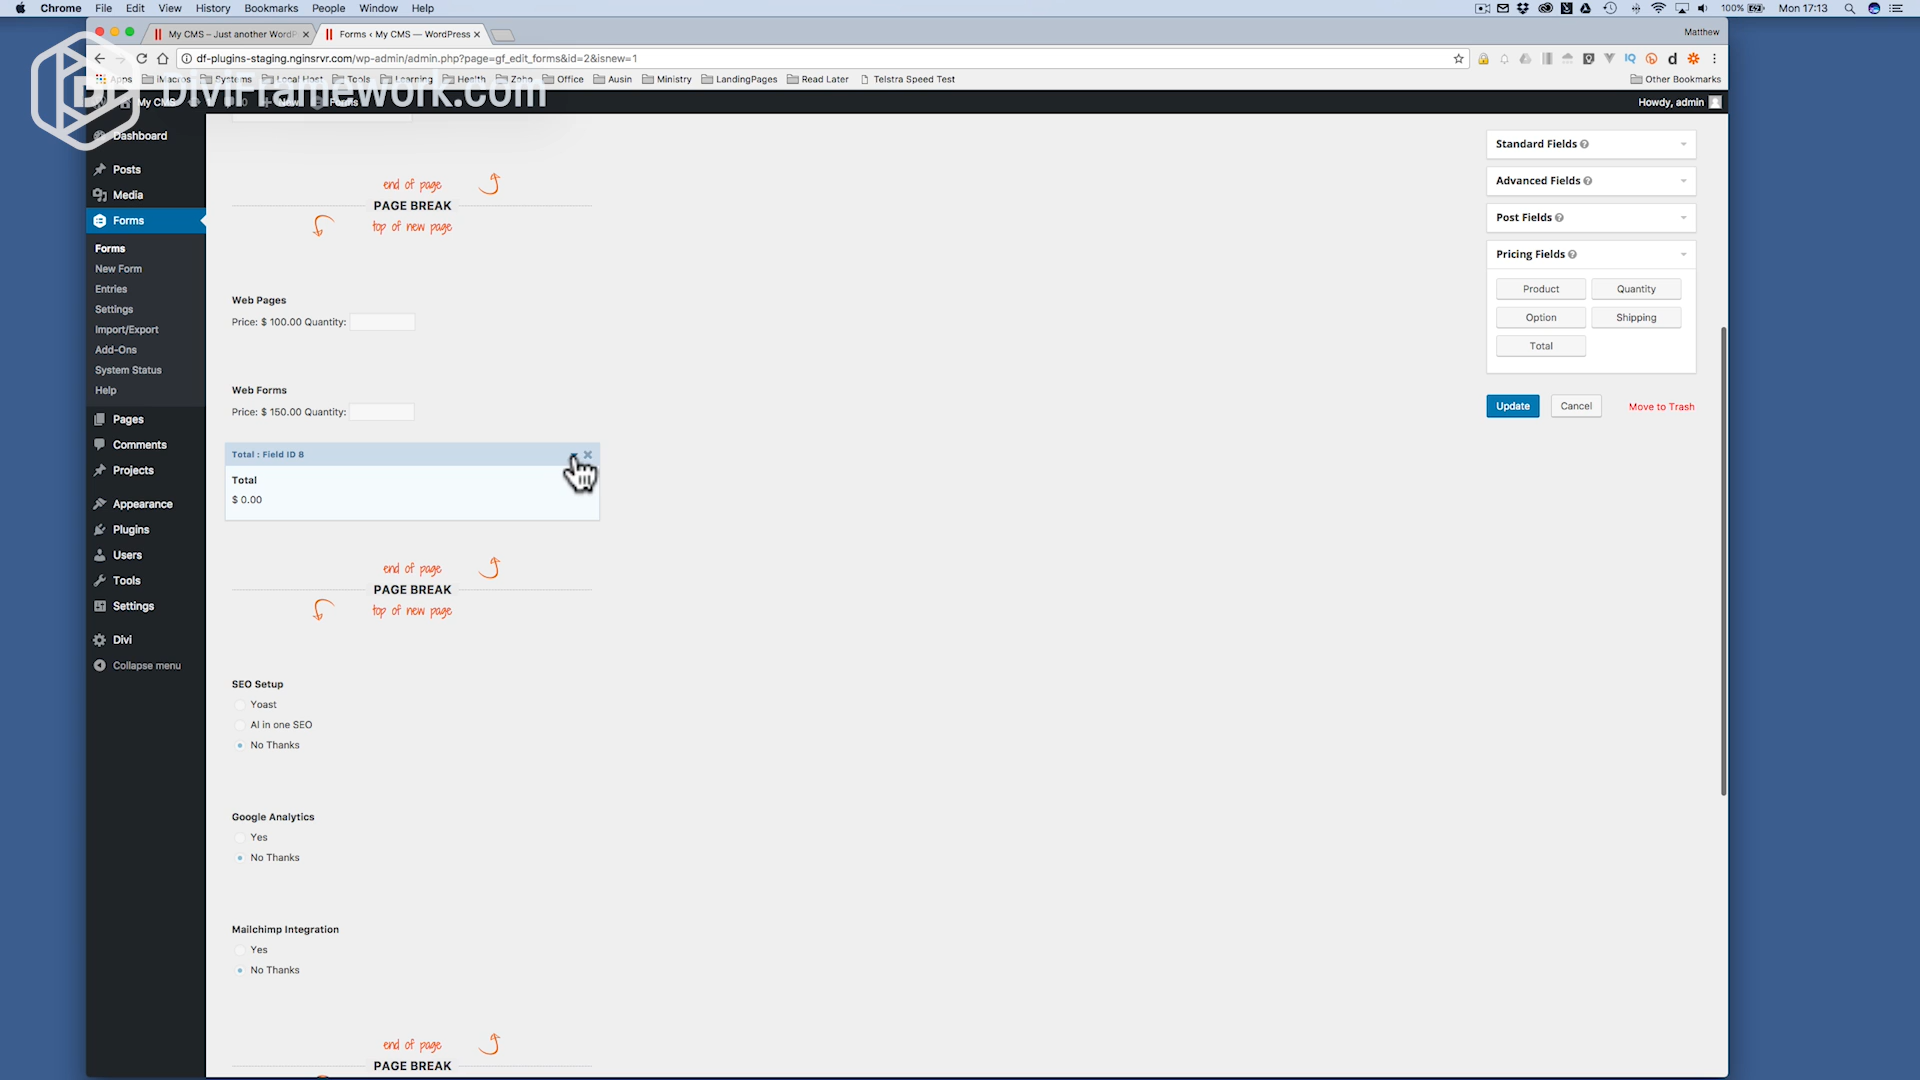 Chrome File Edit View History Bookmarks People Window Help
100% Mon 17:13
My CMS – Just another WordP
Forms ‹ My CMS — WordPress
Matthew
df-plugins-staging.nginsrvr.com/wp-admin/admin.php?page=gf_edit_forms&id=2&isnew=1
Apps iMacros Systems Local Host Tools Learning Zoho Health Office Ausin Ministry LandingPages Read Later Telstra Speed Test Other Bookmarks
DiviFramework.com
My CMS New Forms
Howdy, admin
Dashboard
Posts
Media
Forms
Forms
New Form
Entries
Settings
Import/Export
Add-Ons
System Status
Help
Pages
Comments
Projects
Appearance
Plugins
Users
Tools
Settings
Divi
Collapse menu
end of page
PAGE BREAK
top of new page
Web Pages
Price: $ 100.00 Quantity:
Web Forms
Price: $ 150.00 Quantity:
Total : Field ID 8
Total
$ 0.00
end of page
PAGE BREAK
top of new page
SEO Setup
Yoast
Al in one SEO
No Thanks
Google Analytics
Yes
No Thanks
Mailchimp Integration
Yes
No Thanks
end of page
PAGE BREAK
Standard Fields
Advanced Fields
Post Fields
Pricing Fields
Product Quantity
Option Shipping
Total
Update Cancel Move to Trash